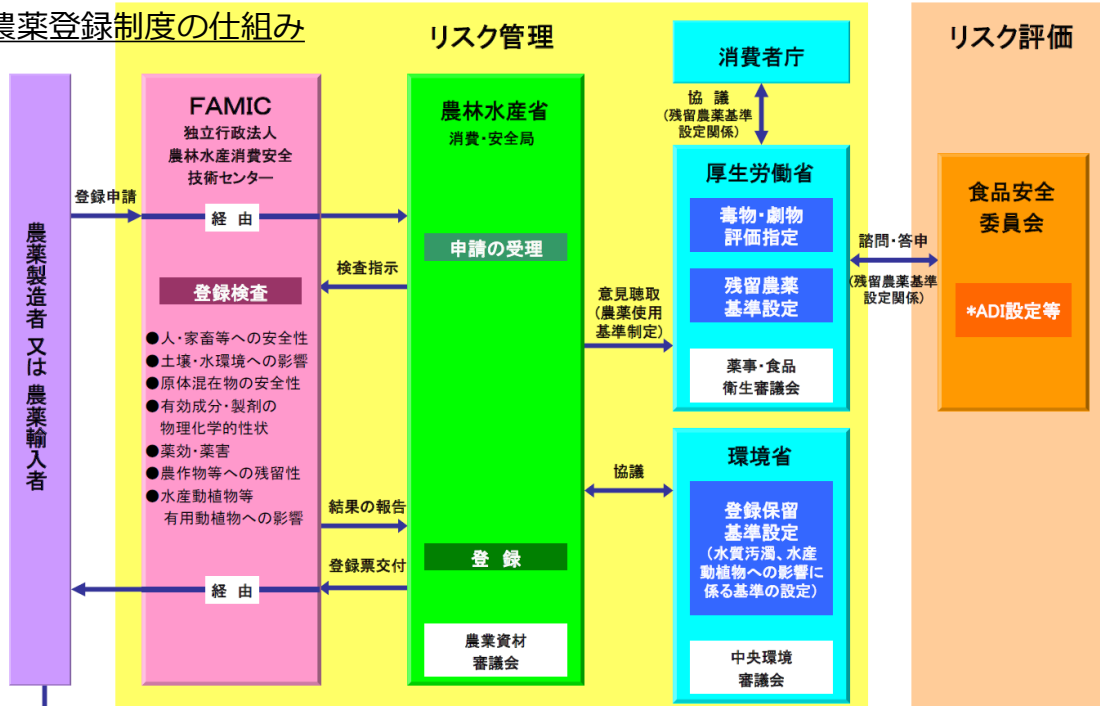 農薬登録制度の仕組み
リスク管理
リスク評価
農薬製造者 又は 農薬輸入者
登録申請
FAMIC
独立行政法人
農林水産消費安全
技術センター
経 由
登録検査
●人・家畜等への安全性
●土壌・水環境への影響
●原体混在物の安全性
●有効成分・製剤の
物理化学的性状
●薬効・薬害
●農作物等への残留性
●水産動植物等
有用動植物への影響
経 由
検査指示
結果の報告
登録票交付
農林水産省
消費・安全局
申請の受理
登 録
農業資材
審議会
意見聴取
(農薬使用
基準制定)
協議
消費者庁
協 議
(残留農薬基準
設定関係)
厚生労働省
毒物・劇物
評価指定
残留農薬
基準設定
薬事・食品
衛生審議会
環境省
登録保留
基準設定
(水質汚濁、水産
動植物への影響に
係る基準の設定)
中央環境
審議会
諮問・答申
(残留農薬基準
設定関係)
食品安全
委員会
*ADI設定等